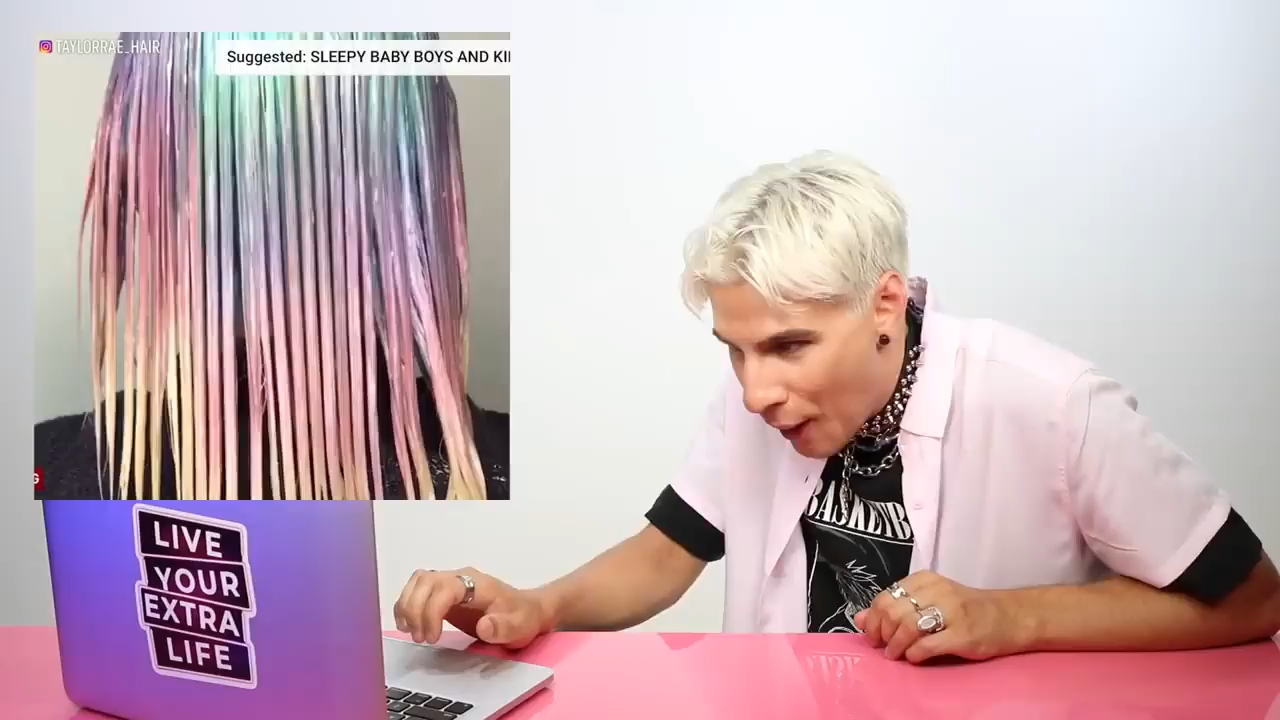 TAYLORRAE_HAIR
Suggested: SLEEPY BABY BOYS AND KI
G
LIVE
YOUR
EXTRA
LIFE